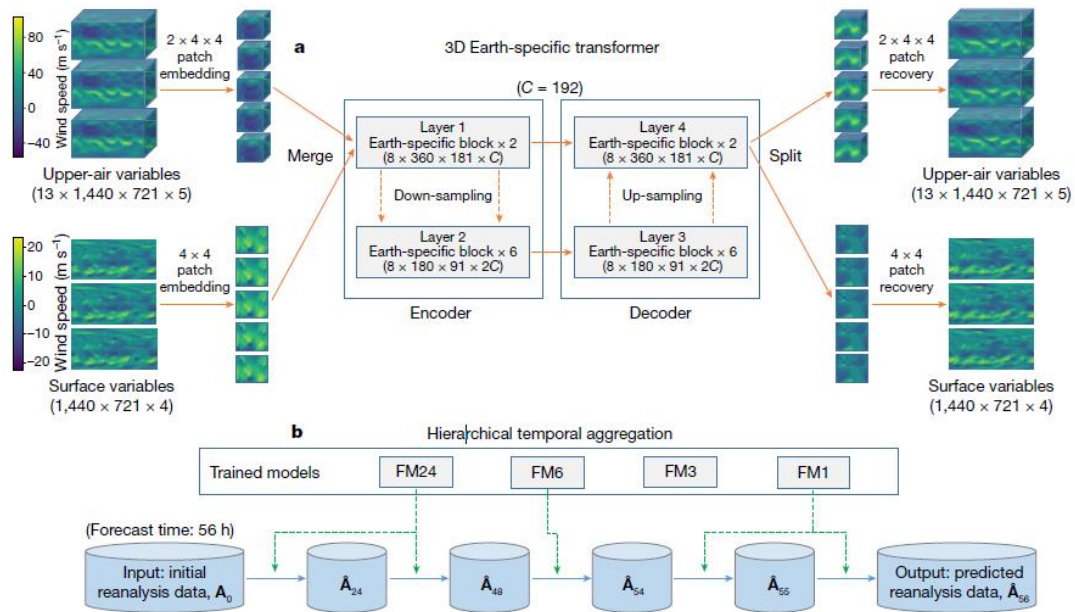 a
3D Earth-specific transformer
(C = 192)
80
40
0
−40
Wind speed (m s⁻¹)
2 × 4 × 4
patch
embedding
Upper-air variables
(13 × 1,440 × 721 × 5)
20
10
0
−10
−20
Wind speed (m s⁻¹)
4 × 4
patch
embedding
Surface variables
(1,440 × 721 × 4)
Merge
Layer 1
Earth-specific block × 2
(8 × 360 × 181 × C)
Down-sampling
Layer 2
Earth-specific block × 6
(8 × 180 × 91 × 2C)
Encoder
Layer 4
Earth-specific block × 2
(8 × 360 × 181 × C)
Up-sampling
Layer 3
Earth-specific block × 6
(8 × 180 × 91 × 2C)
Decoder
Split
2 × 4 × 4
patch
recovery
Upper-air variables
(13 × 1,440 × 721 × 5)
4 × 4
patch
recovery
Surface variables
(1,440 × 721 × 4)
b
Hierarchical temporal aggregation
Trained models
FM24
FM6
FM3
FM1
(Forecast time: 56 h)
Input: initial
reanalysis data, A₀
Â₂₄
Â₄₈
Â₅₄
Â₅₅
Output: predicted
reanalysis data, Â₅₆